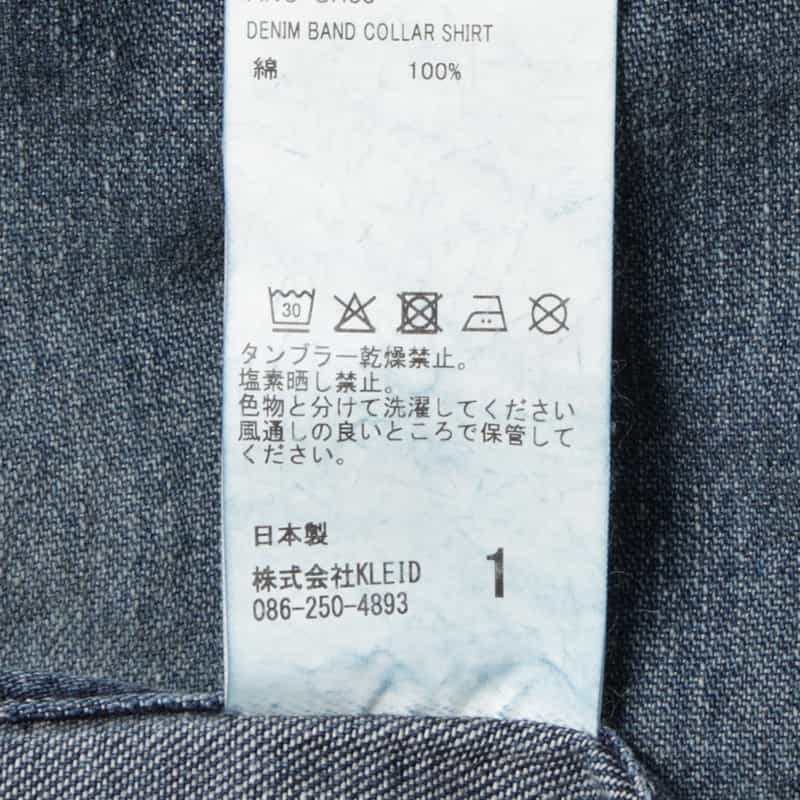 DENIM BAND COLLAR SHIRT
綿 100%
30
タンブラー乾燥禁止。
塩素晒し禁止。
色物と分けて洗濯してください
風通しの良いところで保管して
ください。
日本製
株式会社KLEID 1
086-250-4893